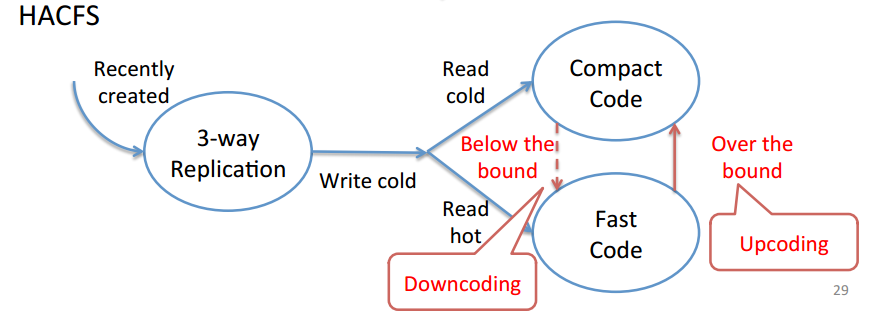 HACFS
Recently
created
3-way
Replication
Write cold
Read
cold
Read
hot
Compact
Code
Below the
bound
Over the
bound
Fast
Code
Downcoding
Upcoding
29